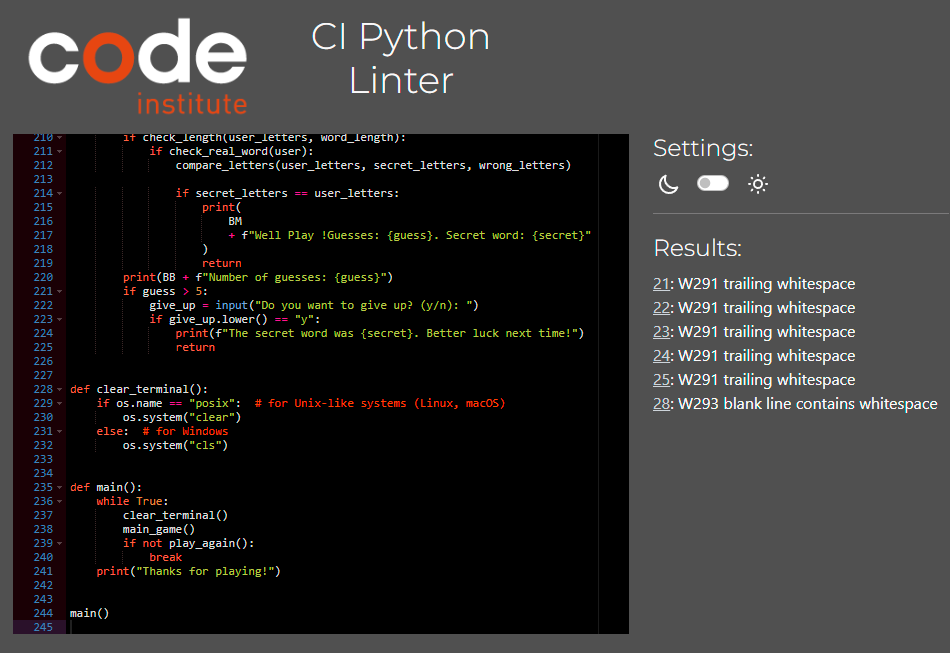 code
institute
CI Python
Linter
210 if check_length(user_letters, word_length):
211 if check_real_word(user):
212 compare_letters(user_letters, secret_letters, wrong_letters)
213
214 if secret_letters == user_letters:
215 print(
216 BM
217 + f"Well Play !Guesses: {guess}. Secret word: {secret}"
218 )
219 return
220 print(BB + f"Number of guesses: {guess}")
221 if guess > 5:
222 give_up = input("Do you want to give up? (y/n): ")
223 if give_up.lower() == "y":
224 print(f"The secret word was {secret}. Better luck next time!")
225 return
226
227
228 def clear_terminal():
229 if os.name == "posix":  # for Unix-like systems (Linux, macOS)
230 os.system("clear")
231 else:  # for Windows
232 os.system("cls")
233
234
235 def main():
236 while True:
237 clear_terminal()
238 main_game()
239 if not play_again():
240 break
241 print("Thanks for playing!")
242
243
244 main()
245
Settings:
Results:
21: W291 trailing whitespace
22: W291 trailing whitespace
23: W291 trailing whitespace
24: W291 trailing whitespace
25: W291 trailing whitespace
28: W293 blank line contains whitespace